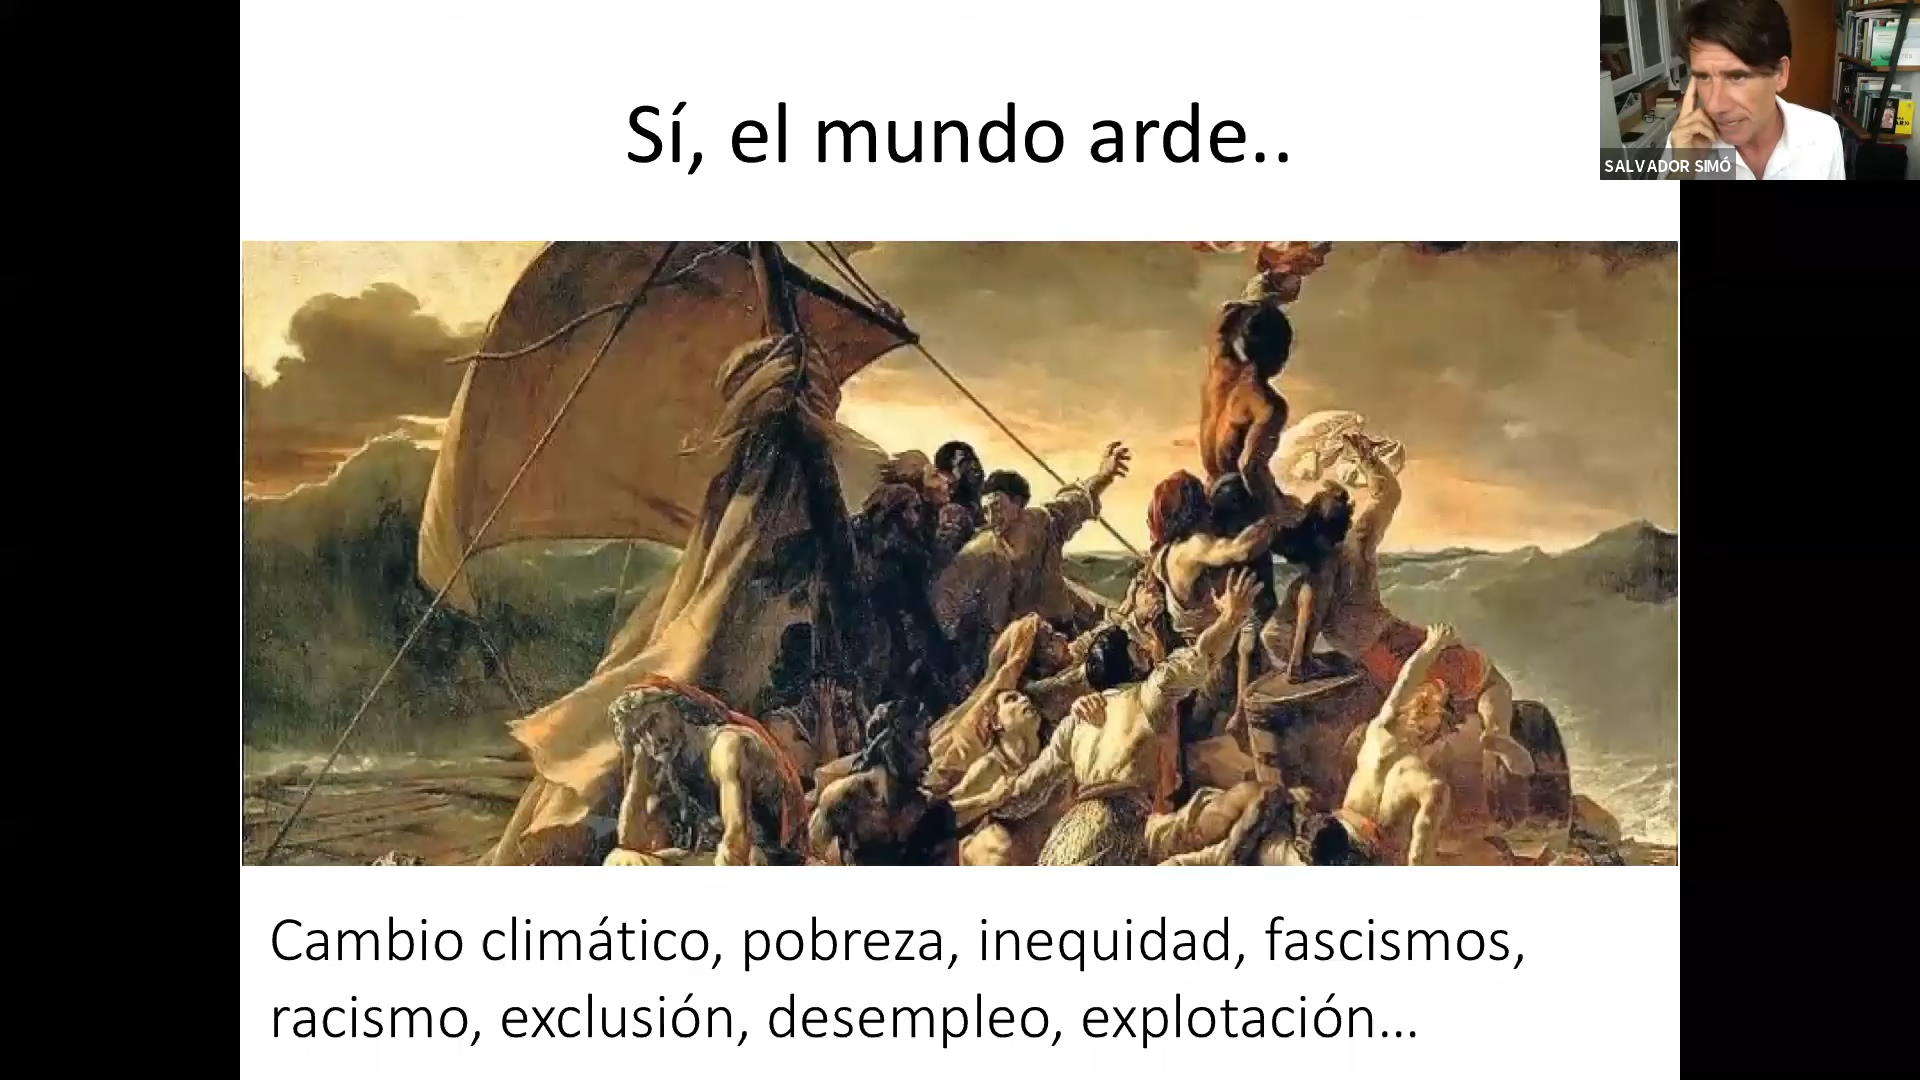 Sí, el mundo arde..
SALVADOR SIMÓ
Cambio climático, pobreza, inequidad, fascismos,
racismo, exclusión, desempleo, explotación...